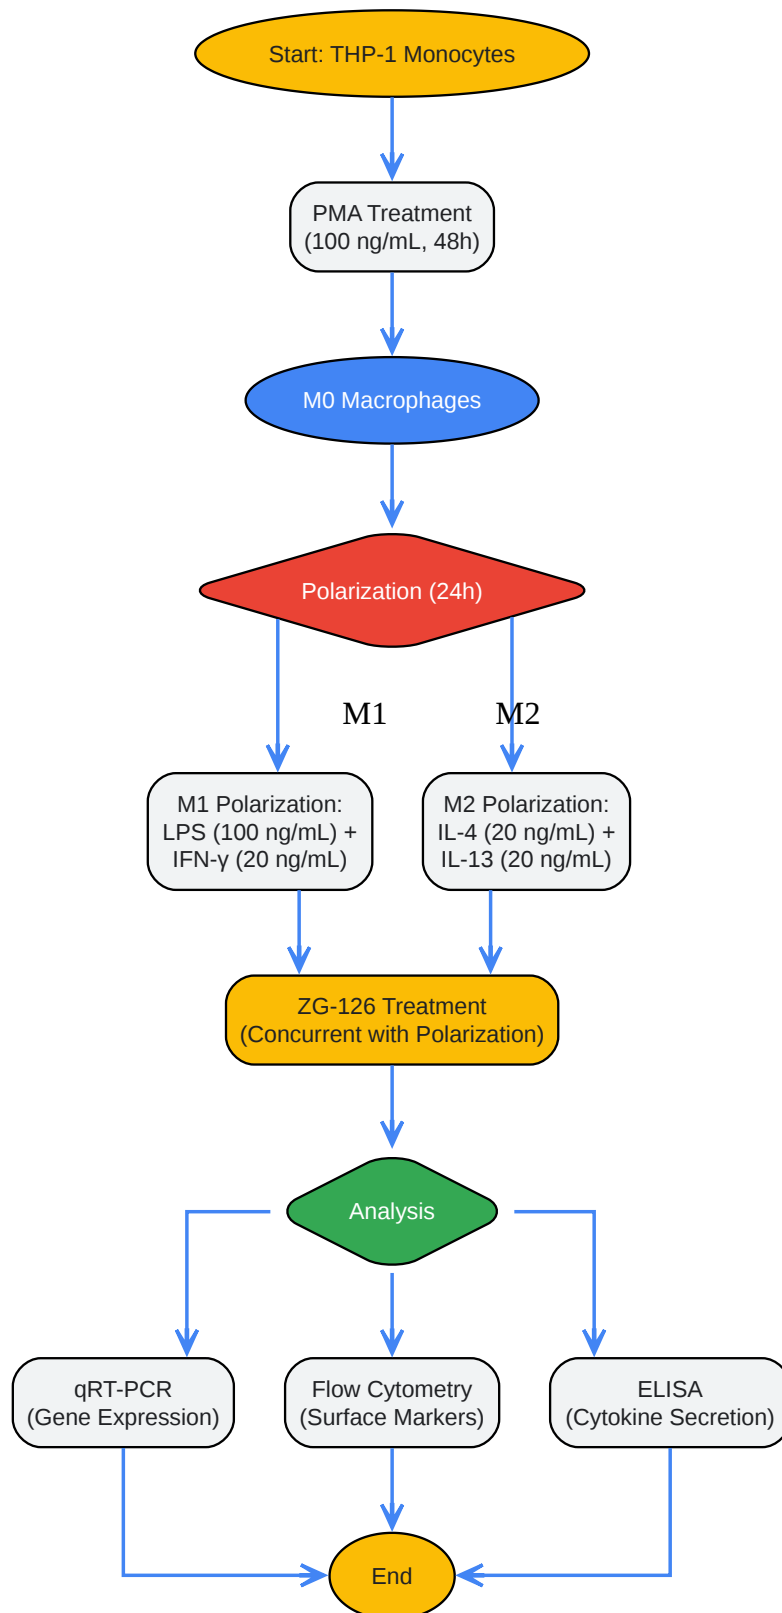 Start: THP-1 Monocytes
PMA Treatment
(100 ng/mL, 48h)
M0 Macrophages
Polarization (24h)
M1
M2
M1 Polarization:
LPS (100 ng/mL) +
IFN-γ (20 ng/mL)
M2 Polarization:
IL-4 (20 ng/mL) +
IL-13 (20 ng/mL)
ZG-126 Treatment
(Concurrent with Polarization)
Analysis
qRT-PCR
(Gene Expression)
Flow Cytometry
(Surface Markers)
ELISA
(Cytokine Secretion)
End